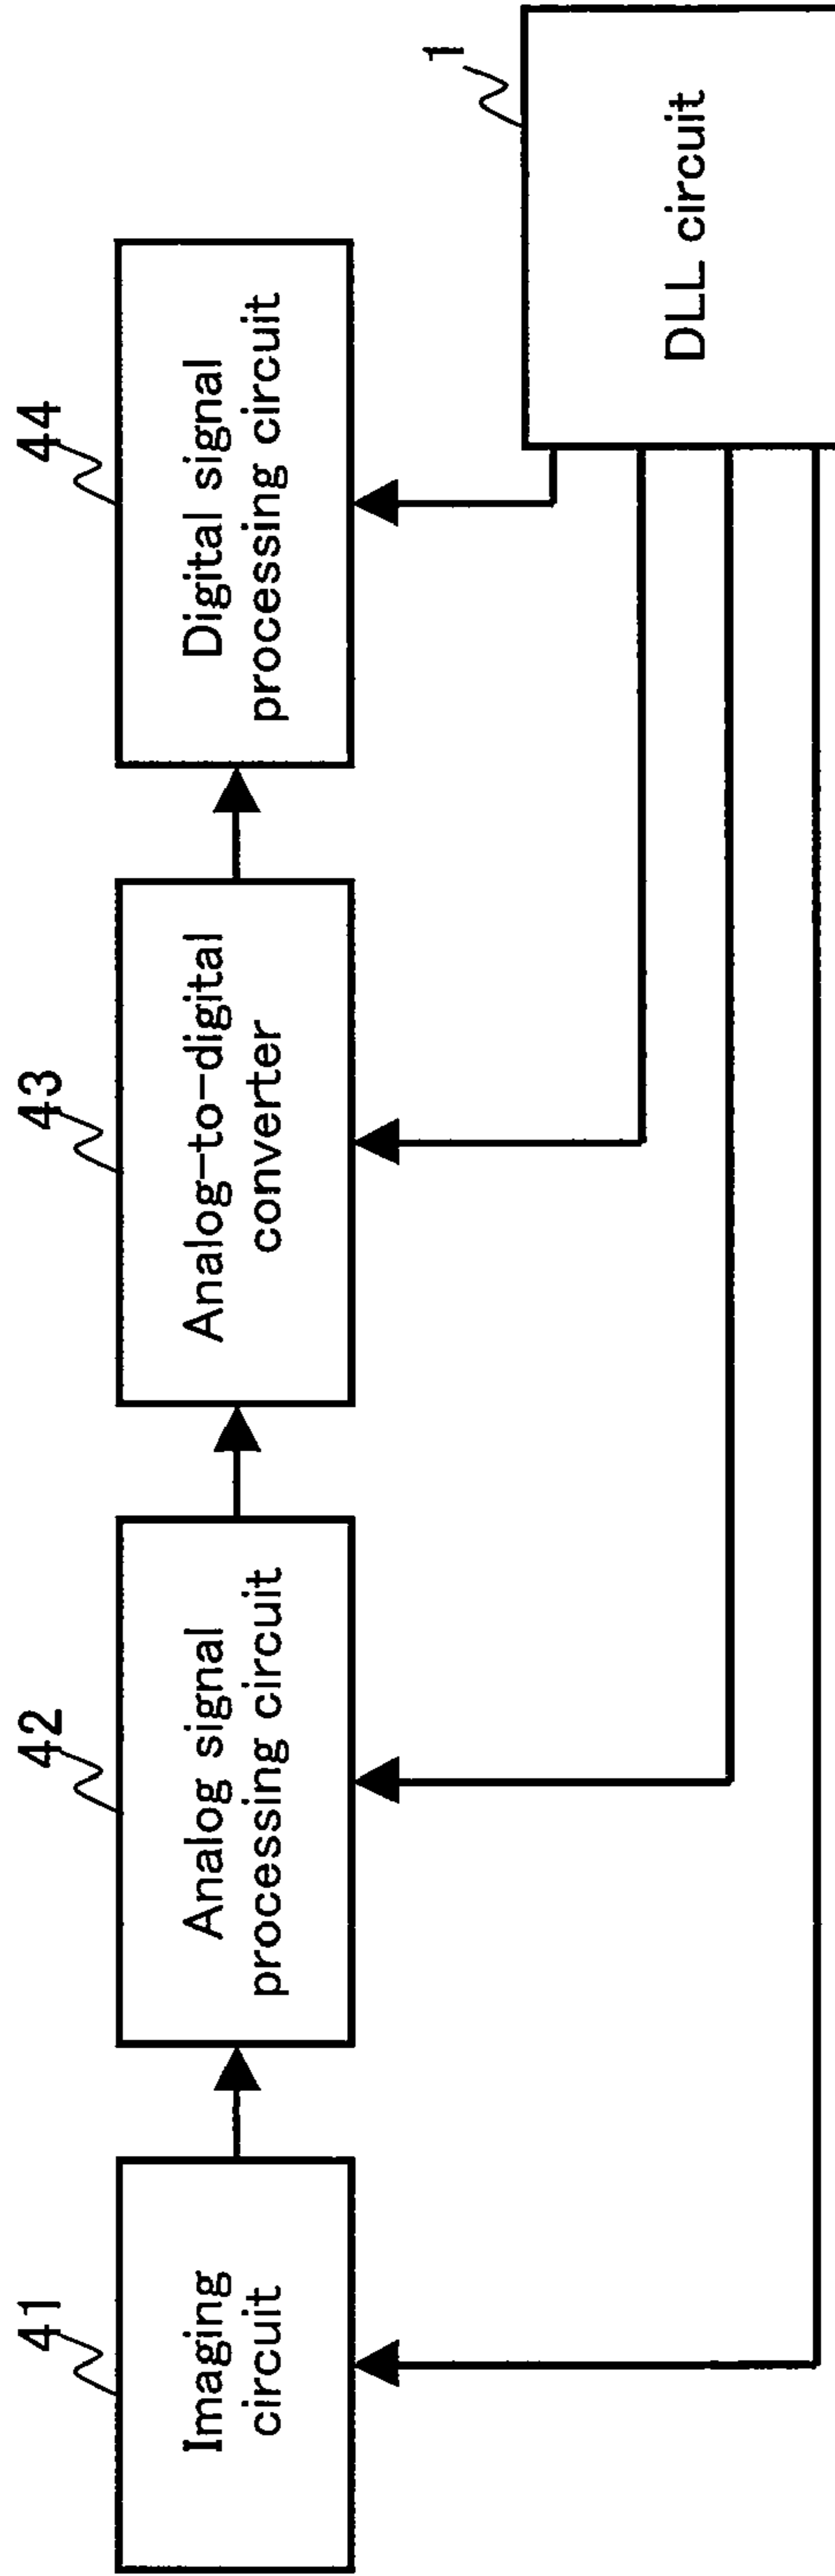 41
Imaging
circuit
42
Analog signal
processing circuit
43
Analog-to-digital
converter
44
Digital signal
processing circuit
1
DLL circuit